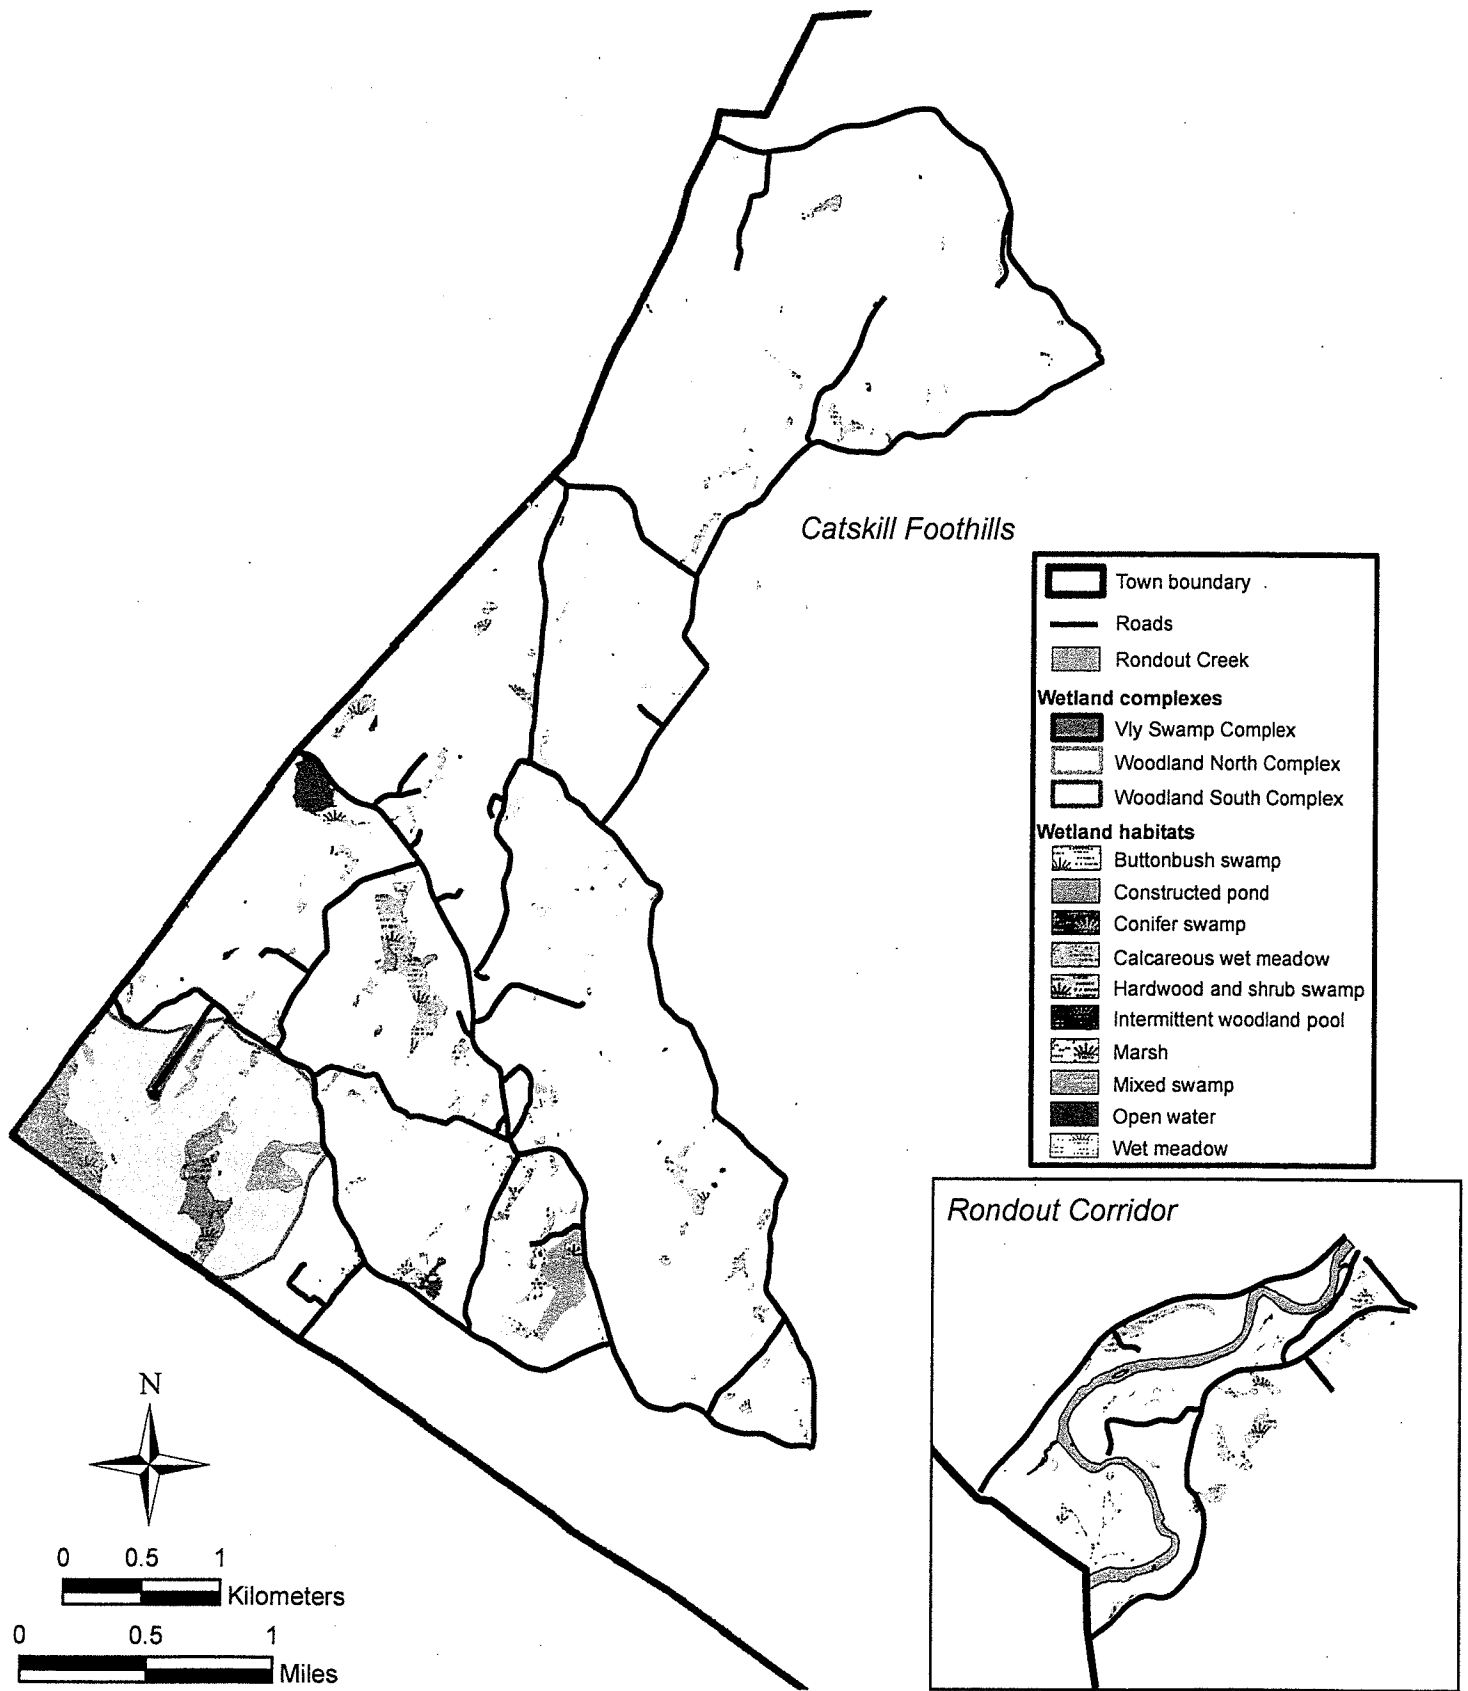 Catskill Foothills
Town boundary
Roads
Rondout Creek
Wetland complexes
Vly Swamp Complex
Woodland North Complex
Woodland South Complex
Wetland habitats
Buttonbush swamp
Constructed pond
Conifer swamp
Calcareous wet meadow
Hardwood and shrub swamp
Intermittent woodland pool
Marsh
Mixed swamp
Open water
Wet meadow
Rondout Corridor
N
0 0.5 1
Kilometers
0 0.5 1
Miles